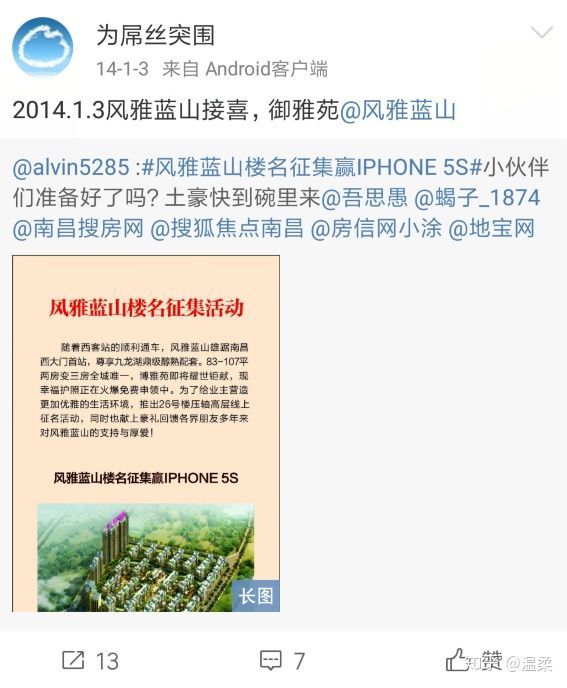 为屌丝突围
14-1-3 来自 Android客户端
2014.1.3风雅蓝山接喜，御雅苑@风雅蓝山
@alvin5285 :#风雅蓝山楼名征集赢IPHONE 5S#小伙伴
们准备好了吗? 土豪快到碗里来@吾思愚 @蝎子_1874
@南昌搜房网 @搜狐焦点南昌 @房信网小涂 @地宝网
风雅蓝山楼名征集活动
随着西客站的顺利通车，风雅蓝山雄踞南昌
西大门首站，尊享九龙湖鼎级醇熟配套。83-107平
两房变三房全城唯一，博雅苑即将耀世钜献，现
幸福护照正在火爆免费申领中。为了给业主营造
更加优雅的生活环境，推出26号楼压轴高层线上
征名活动，同时也献上豪礼回馈各界朋友多年来
对风雅蓝山的支持与厚爱！
风雅蓝山楼名征集赢IPHONE 5S
长图
13
7
赞
知乎 @温柔